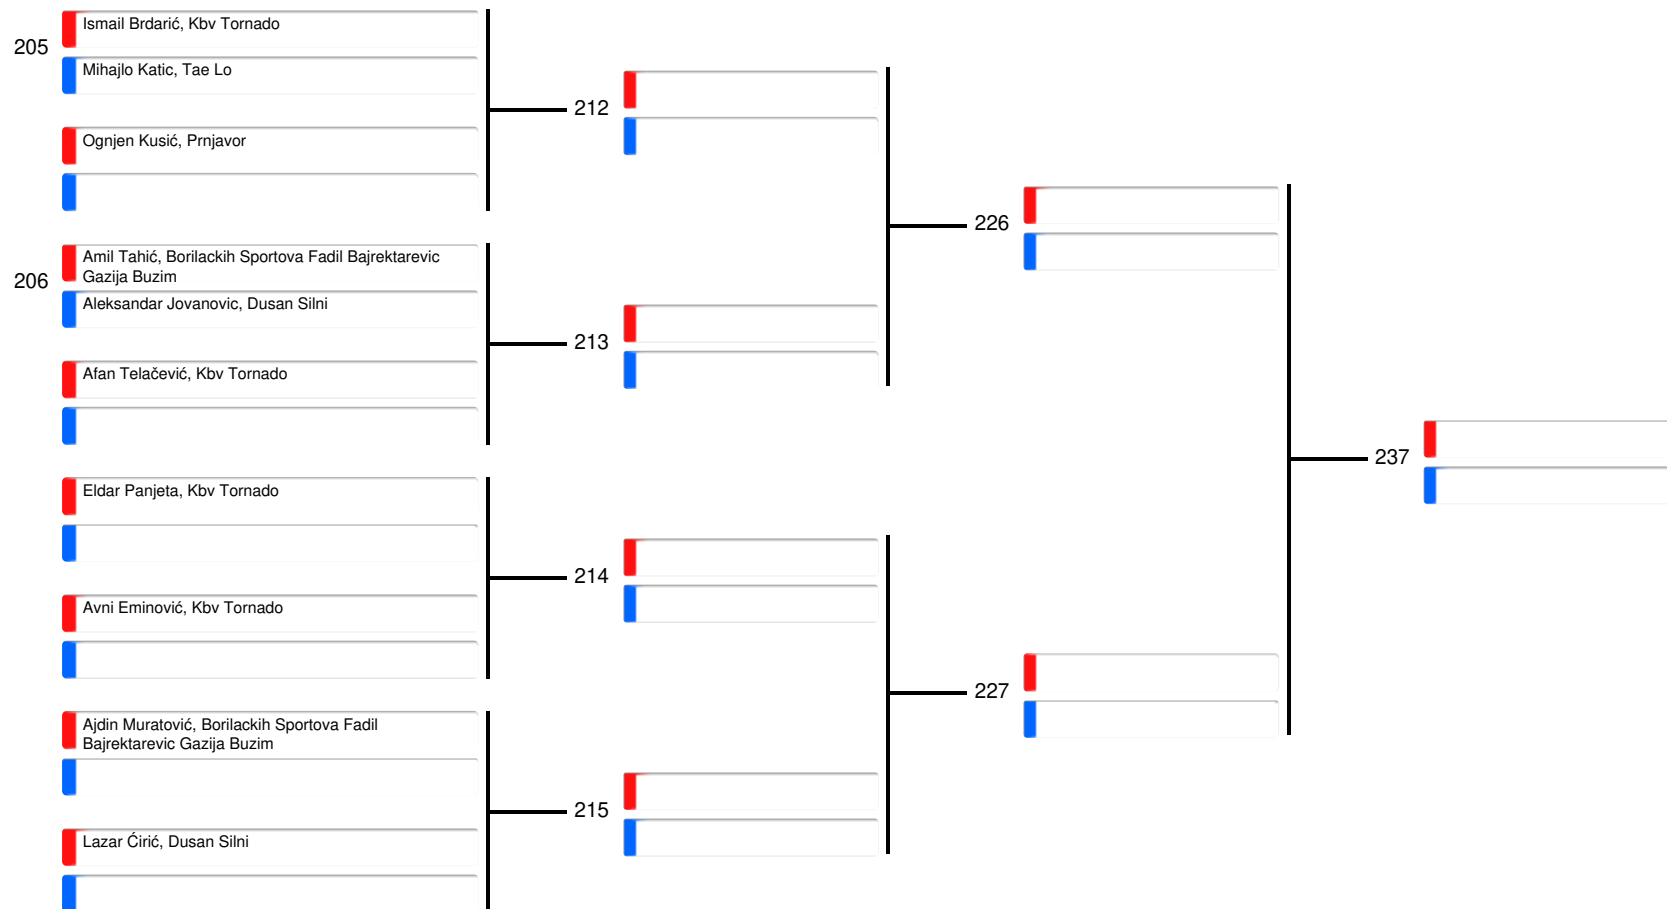 205
Ismail Brdarić, Kbv Tornado
Mihajlo Katic, Tae Lo
Ognjen Kusić, Prnjavor
206
Amil Tahić, Borilackih Sportova Fadil Bajrektarevic
Gazija Buzim
Aleksandar Jovanovic, Dusan Silni
Afan Telačević, Kbv Tornado
Eldar Panjeta, Kbv Tornado
Avni Eminović, Kbv Tornado
Ajdin Muratović, Borilackih Sportova Fadil
Bajrektarevic Gazija Buzim
Lazar Ćirić, Dusan Silni
212
213
214
215
226
227
237